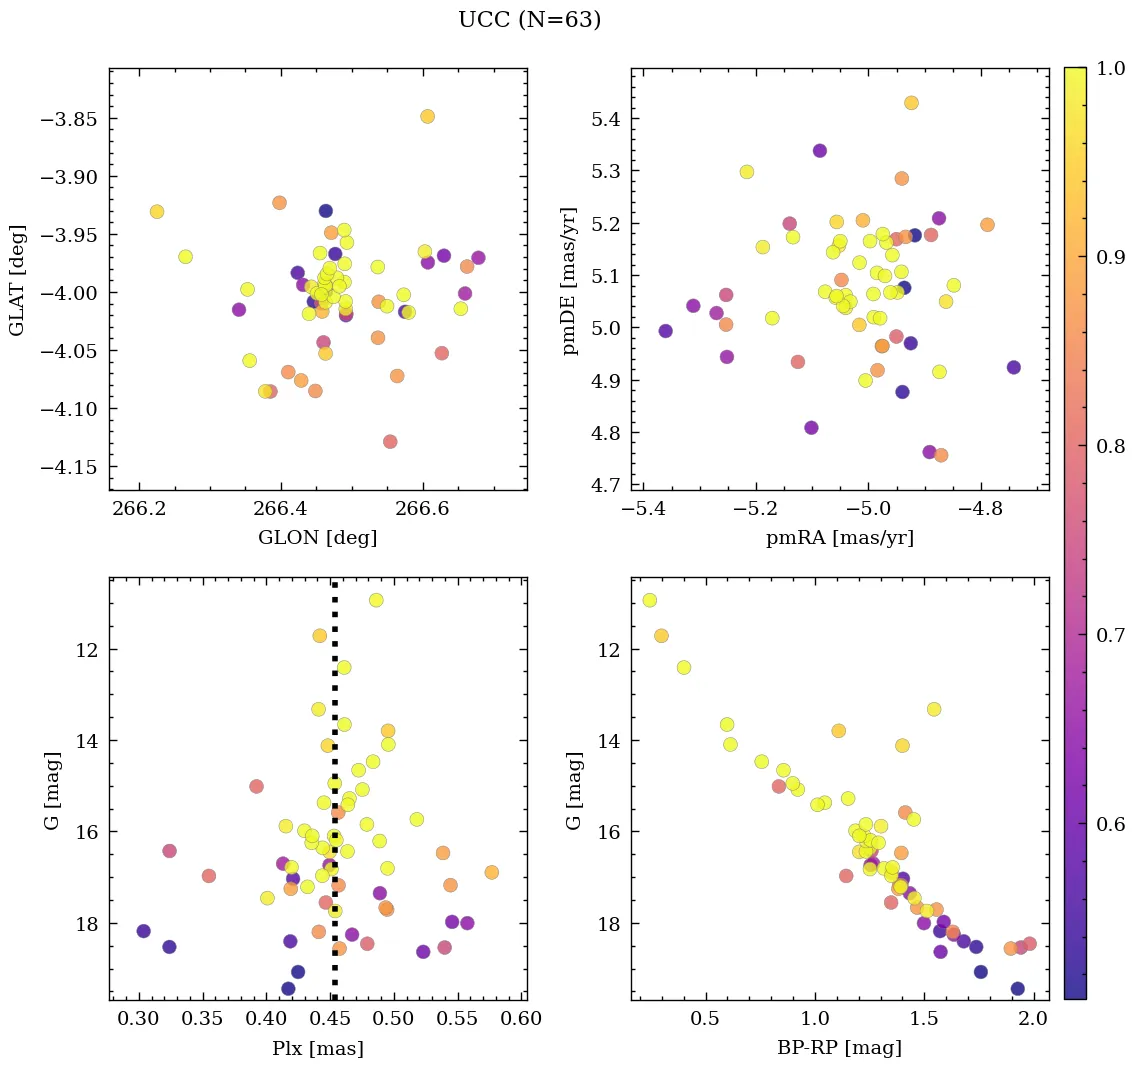 UCC (N=63)
−3.85
−3.90
−3.95
−4.00
−4.05
−4.10
−4.15
GLAT [deg]
266.2 266.4 266.6
GLON [deg]
5.4
5.3
5.2
5.1
5.0
4.9
4.8
4.7
pmDE [mas/yr]
−5.4 −5.2 −5.0 −4.8
pmRA [mas/yr]
12
14
16
18
G [mag]
0.30 0.35 0.40 0.45 0.50 0.55 0.60
Plx [mas]
12
14
16
18
G [mag]
0.5 1.0 1.5 2.0
BP-RP [mag]
1.0
0.9
0.8
0.7
0.6